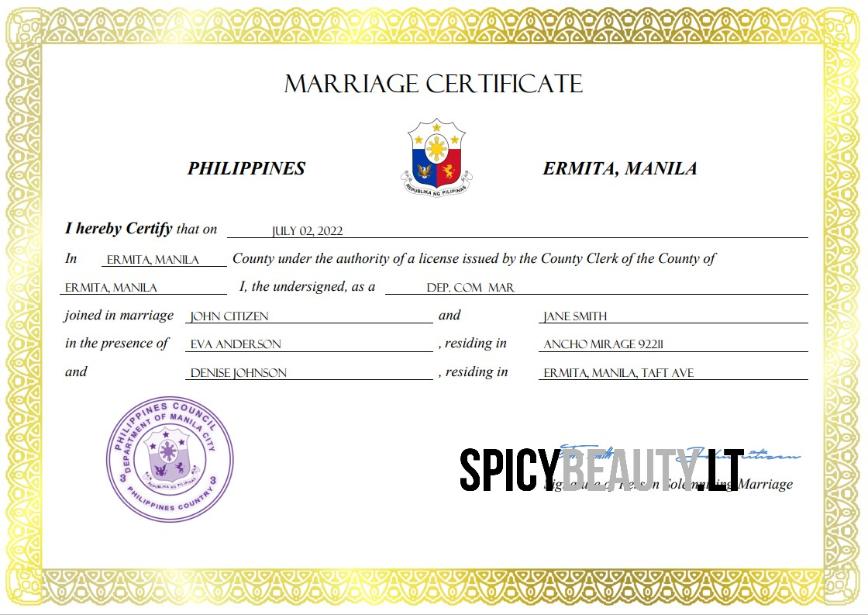 MARRIAGE CERTIFICATE
REPUBLIKA NG PILIPINAS
PHILIPPINES ERMITA, MANILA
I hereby Certify that on JULY 02, 2022
In ERMITA, MANILA County under the authority of a license issued by the County Clerk of the County of
ERMITA, MANILA I, the undersigned, as a DEP. COM MAR
joined in marriage JOHN CITIZEN and JANE SMITH
in the presence of EVA ANDERSON , residing in ANCHO MIRAGE 92211
and DENISE JOHNSON , residing in ERMITA, MANILA, TAFT AVE
PHILIPPINES COUNCIL
DEPARTMENT OF MANILA CITY
PHILIPPINES COUNTRY
SPICYBEAUTY.LT
Signature of Person Solemnizing Marriage